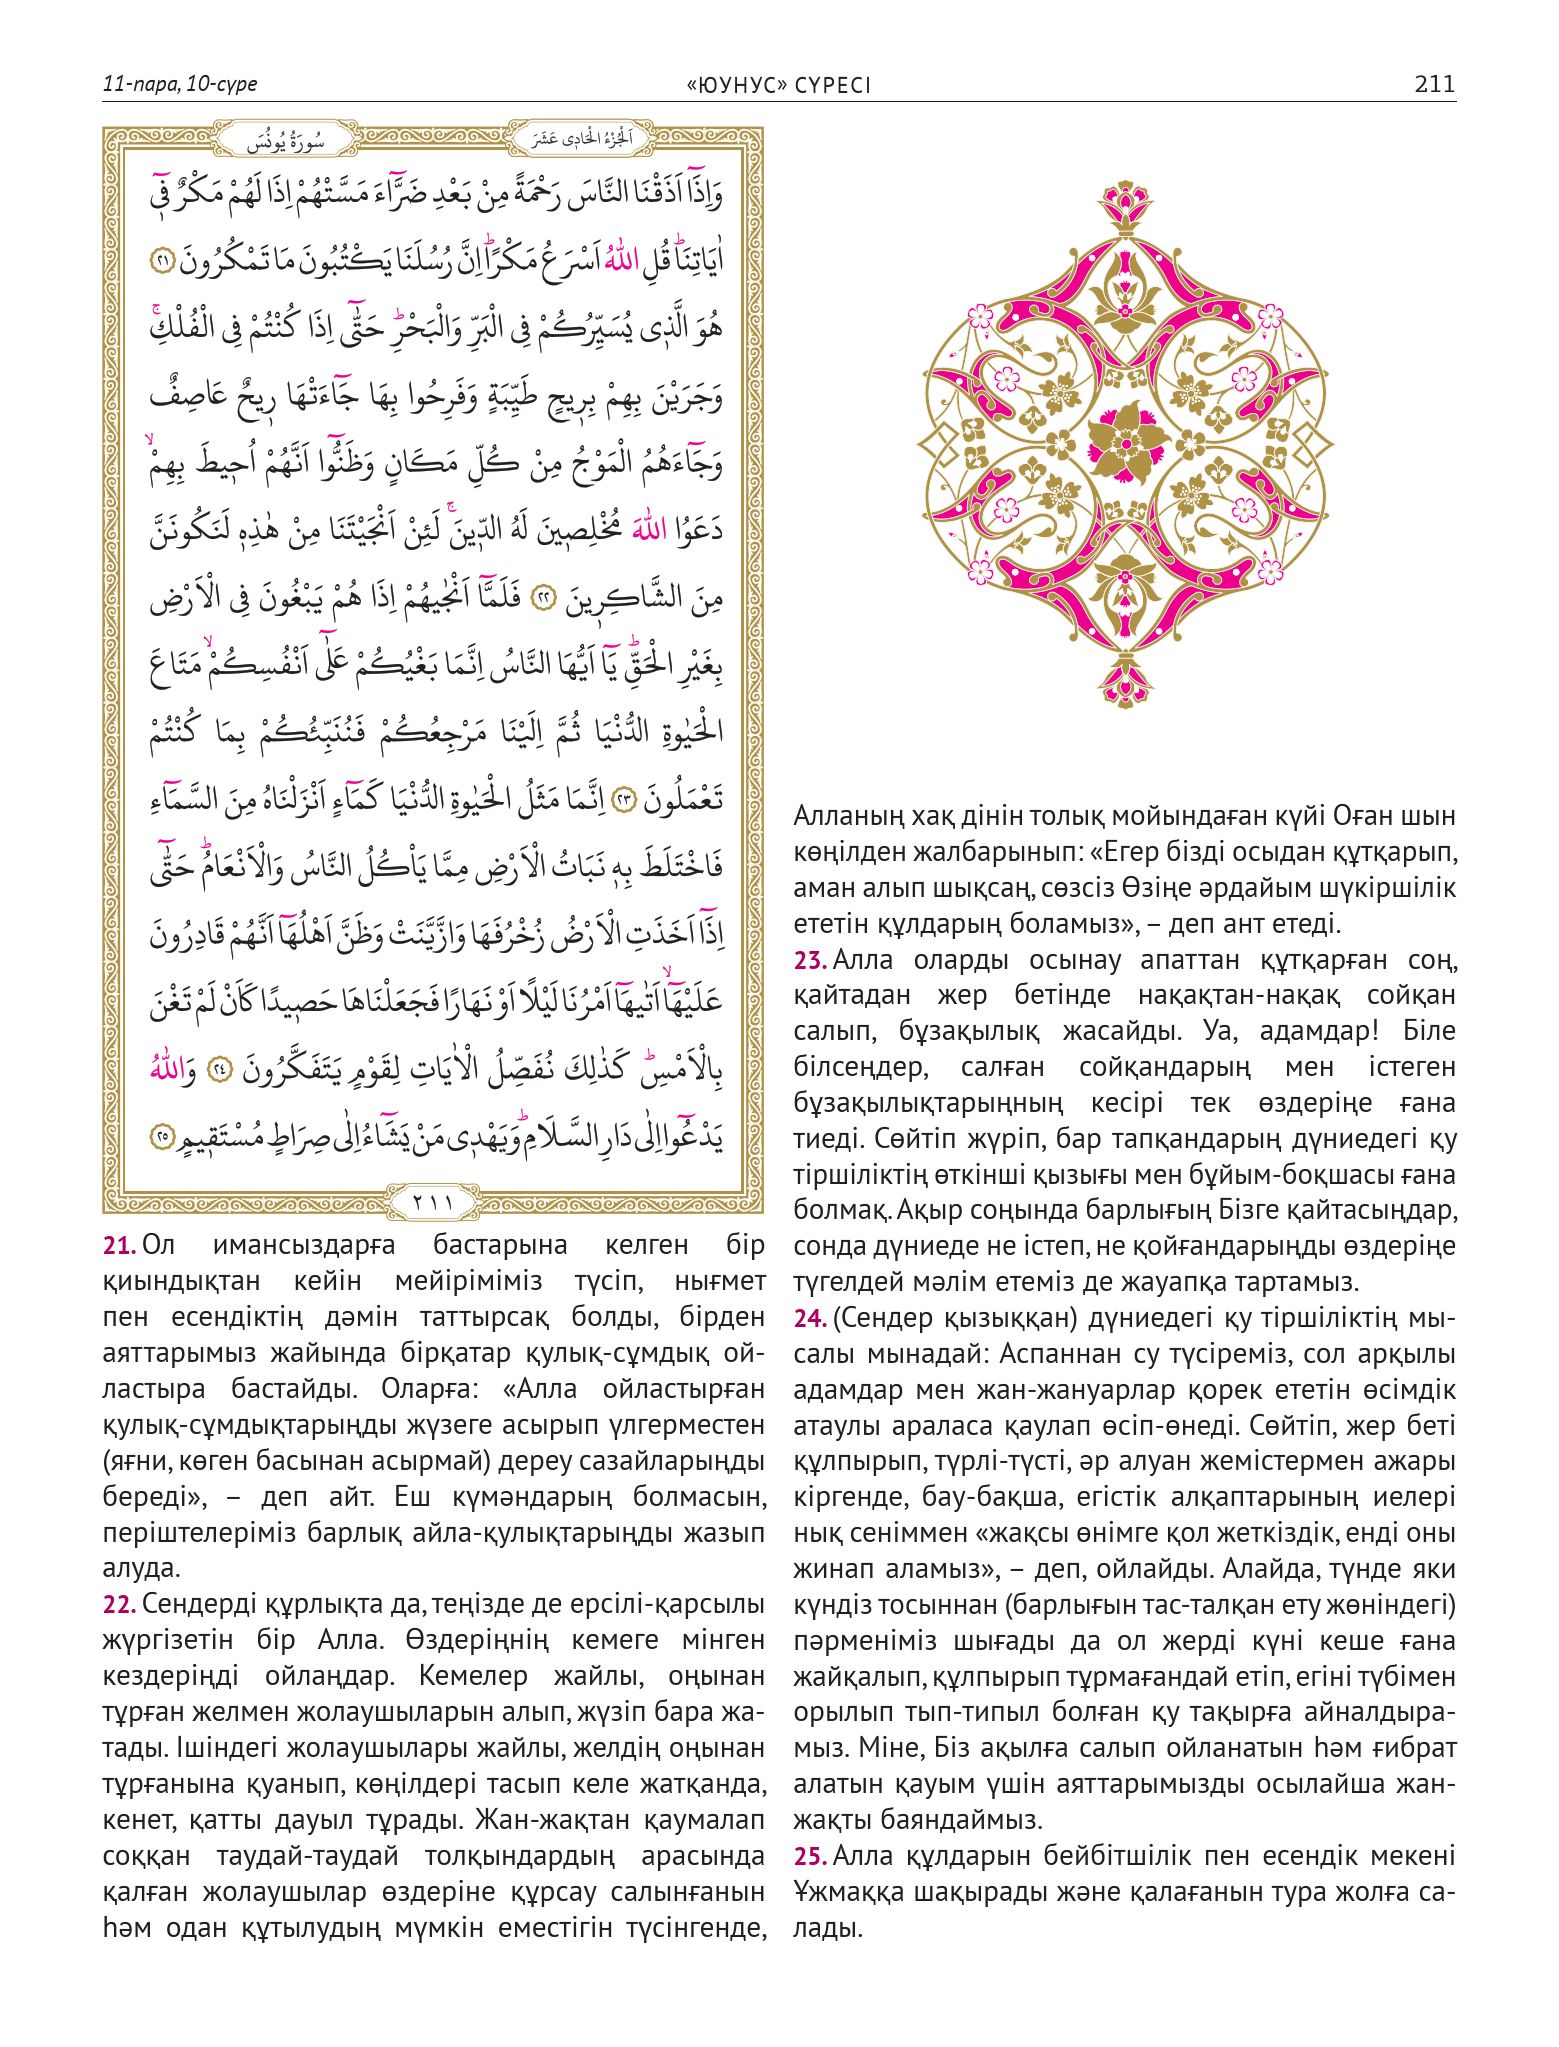 11-пара, 10-сүре
«ЮУНУС» СҮРЕСІ
211
سُورَةُ يُونُسَ
اَلْجُزْءُ الْحَادِى عَشَرَ
وَاِذَٓا اَذَقْنَا النَّاسَ رَحْمَةً مِنْ بَعْدِ ضَرَّٓاءَ مَسَّتْهُمْ اِذَا لَهُمْ مَكْرٌ فٖٓى
اٰيَاتِنَاؕ قُلِ اللّٰهُ اَسْرَعُ مَكْرًاؕ اِنَّ رُسُلَنَا يَكْتُبُونَ مَا تَمْكُرُونَ ﴿٢١﴾
هُوَ الَّذٖى يُسَيِّرُكُمْ فِى الْبَرِّ وَالْبَحْرِؕ حَتّٰٓى اِذَا كُنْتُمْ فِى الْفُلْكِۚ
وَجَرَيْنَ بِهِمْ بِرٖيحٍ طَيِّبَةٍ وَفَرِحُوا بِهَا جَٓاءَتْهَا رٖيحٌ عَاصِفٌ
وَجَٓاءَهُمُ الْمَوْجُ مِنْ كُلِّ مَكَانٍ وَظَنُّٓوا اَنَّهُمْ اُحٖيطَ بِهِمْۙ
دَعَوُا اللّٰهَ مُخْلِصٖينَ لَهُ الدّٖينَۚ لَئِنْ اَنْجَيْتَنَا مِنْ هٰذِهٖ لَنَكُونَنَّ
مِنَ الشَّاكِرٖينَ ﴿٢٢﴾ فَلَمَّٓا اَنْجٰيهُمْ اِذَا هُمْ يَبْغُونَ فِى الْاَرْضِ
بِغَيْرِ الْحَقِّؕ يَٓا اَيُّهَا النَّاسُ اِنَّمَا بَغْيُكُمْ عَلٰٓى اَنْفُسِكُمْۙ مَتَاعَ
الْحَيٰوةِ الدُّنْيَا ثُمَّ اِلَيْنَا مَرْجِعُكُمْ فَنُنَبِّئُكُمْ بِمَا كُنْتُمْ
تَعْمَلُونَ ﴿٢٣﴾ اِنَّمَا مَثَلُ الْحَيٰوةِ الدُّنْيَا كَمَٓاءٍ اَنْزَلْنَاهُ مِنَ السَّمَٓاءِ
فَاخْتَلَطَ بِهٖ نَبَاتُ الْاَرْضِ مِمَّا يَاْكُلُ النَّاسُ وَالْاَنْعَامُؕ حَتّٰٓى
اِذَٓا اَخَذَتِ الْاَرْضُ زُخْرُفَهَا وَازَّيَّنَتْ وَظَنَّ اَهْلُهَٓا اَنَّهُمْ قَادِرُونَ
عَلَيْهَٓاۙ اَتٰيهَٓا اَمْرُنَا لَيْلًا اَوْ نَهَارًا فَجَعَلْنَاهَا حَصٖيدًا كَاَنْ لَمْ تَغْنَ
بِالْاَمْسِؕ كَذٰلِكَ نُفَصِّلُ الْاٰيَاتِ لِقَوْمٍ يَتَفَكَّرُونَ ﴿٢٤﴾ وَاللّٰهُ
يَدْعُٓوا اِلٰى دَارِ السَّلَامِؕ وَيَهْدٖى مَنْ يَشَٓاءُ اِلٰى صِرَاطٍ مُسْتَقٖيمٍ ﴿٢٥﴾
٢١١
21. Ол имансыздарға бастарына келген бір
қиындықтан кейін мейіріміміз түсіп, нығмет
пен есендіктің дәмін таттырсақ болды, бірден
аяттарымыз жайында бірқатар қулық-сұмдық ой-
ластыра бастайды. Оларға: «Алла ойластырған
қулық-сұмдықтарыңды жүзеге асырып үлгерместен
(яғни, көген басынан асырмай) дереу сазайларыңды
береді», – деп айт. Еш күмәндарың болмасын,
періштелеріміз барлық айла-қулықтарыңды жазып
алуда.
22. Сендерді құрлықта да, теңізде де ерсілі-қарсылы
жүргізетін бір Алла. Өздеріңнің кемеге мінген
кездеріңді ойлаңдар. Кемелер жайлы, оңынан
тұрған желмен жолаушыларын алып, жүзіп бара жа-
тады. Ішіндегі жолаушылары жайлы, желдің оңынан
тұрғанына қуанып, көңілдері тасып келе жатқанда,
кенет, қатты дауыл тұрады. Жан-жақтан қаумалап
соққан таудай-таудай толқындардың арасында
қалған жолаушылар өздеріне құрсау салынғанын
һәм одан құтылудың мүмкін еместігін түсінгенде,
Алланың хақ дінін толық мойындаған күйі Оған шын
көңілден жалбарынып: «Егер бізді осыдан құтқарып,
аман алып шықсаң, сөзсіз Өзіңе әрдайым шүкіршілік
ететін құлдарың боламыз», – деп ант етеді.
23. Алла оларды осынау апаттан құтқарған соң,
қайтадан жер бетінде нақақтан-нақақ сойқан
салып, бұзақылық жасайды. Уа, адамдар! Біле
білсеңдер, салған сойқандарың мен істеген
бұзақылықтарыңның кесірі тек өздеріңе ғана
тиеді. Сөйтіп жүріп, бар тапқандарың дүниедегі қу
тіршіліктің өткінші қызығы мен бұйым-боқшасы ғана
болмақ. Ақыр соңында барлығың Бізге қайтасыңдар,
сонда дүниеде не істеп, не қойғандарыңды өздеріңе
түгелдей мәлім етеміз де жауапқа тартамыз.
24. (Сендер қызыққан) дүниедегі қу тіршіліктің мы-
салы мынадай: Аспаннан су түсіреміз, сол арқылы
адамдар мен жан-жануарлар қорек ететін өсімдік
атаулы араласа қаулап өсіп-өнеді. Сөйтіп, жер беті
құлпырып, түрлі-түсті, әр алуан жемістермен ажары
кіргенде, бау-бақша, егістік алқаптарының иелері
нық сеніммен «жақсы өнімге қол жеткіздік, енді оны
жинап аламыз», – деп, ойлайды. Алайда, түнде яки
күндіз тосыннан (барлығын тас-талқан ету жөніндегі)
пәрменіміз шығады да ол жерді күні кеше ғана
жайқалып, құлпырып тұрмағандай етіп, егіні түбімен
орылып тып-типыл болған қу тақырға айналдыра-
мыз. Міне, Біз ақылға салып ойланатын һәм ғибрат
алатын қауым үшін аяттарымызды осылайша жан-
жақты баяндаймыз.
25. Алла құлдарын бейбітшілік пен есендік мекені
Ұжмаққа шақырады және қалағанын тура жолға са-
лады.